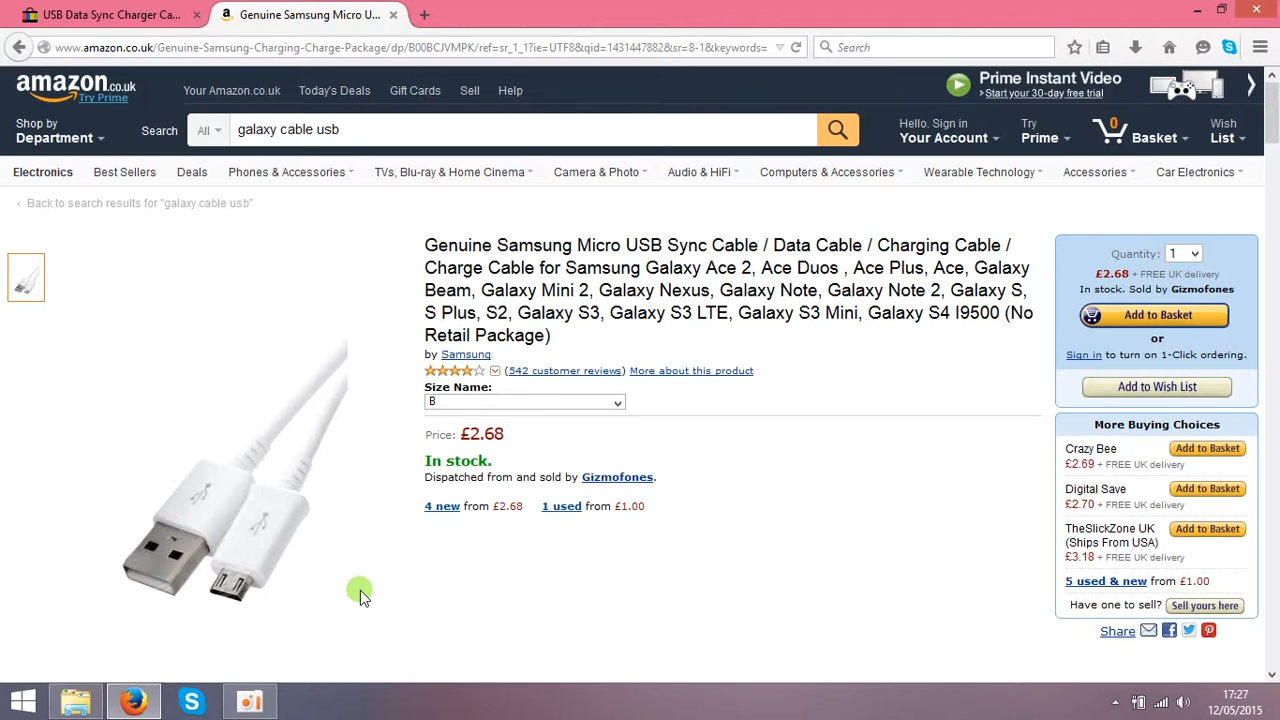 USB Data Sync Charger Ca...
Genuine Samsung Micro U...
www.amazon.co.uk/Genuine-Samsung-Charging-Charge-Package/dp/B00BCJVMPK/ref=sr_1_1?ie=UTF8&qid=1431447882&sr=8-1&keywords=
Search
amazon.co.uk
Try Prime
Your Amazon.co.uk Today's Deals Gift Cards Sell Help
Prime Instant Video
Start your 30-day free trial
Shop by
Department
Search All galaxy cable usb
Hello. Sign in
Your Account
Try
Prime
0
Basket
Wish
List
Electronics Best Sellers Deals Phones & Accessories TVs, Blu-ray & Home Cinema Camera & Photo Audio & HiFi Computers & Accessories Wearable Technology Accessories Car Electronics
‹ Back to search results for "galaxy cable usb"
Genuine Samsung Micro USB Sync Cable / Data Cable / Charging Cable /
Charge Cable for Samsung Galaxy Ace 2, Ace Duos , Ace Plus, Ace, Galaxy
Beam, Galaxy Mini 2, Galaxy Nexus, Galaxy Note, Galaxy Note 2, Galaxy S,
S Plus, S2, Galaxy S3, Galaxy S3 LTE, Galaxy S3 Mini, Galaxy S4 I9500 (No
Retail Package)
by Samsung
(542 customer reviews) More about this product
Size Name:
B
Price: £2.68
In stock.
Dispatched from and sold by Gizmofones.
4 new from £2.68 1 used from £1.00
Quantity: 1
£2.68 + FREE UK delivery
In stock. Sold by Gizmofones
Add to Basket
or
Sign in to turn on 1-Click ordering.
Add to Wish List
More Buying Choices
Crazy Bee Add to Basket
£2.69 + FREE UK delivery
Digital Save Add to Basket
£2.70 + FREE UK delivery
TheSlickZone UK Add to Basket
(Ships From USA)
£3.18 + FREE UK delivery
5 used & new from £1.00
Have one to sell? Sell yours here
Share
17:27
12/05/2015